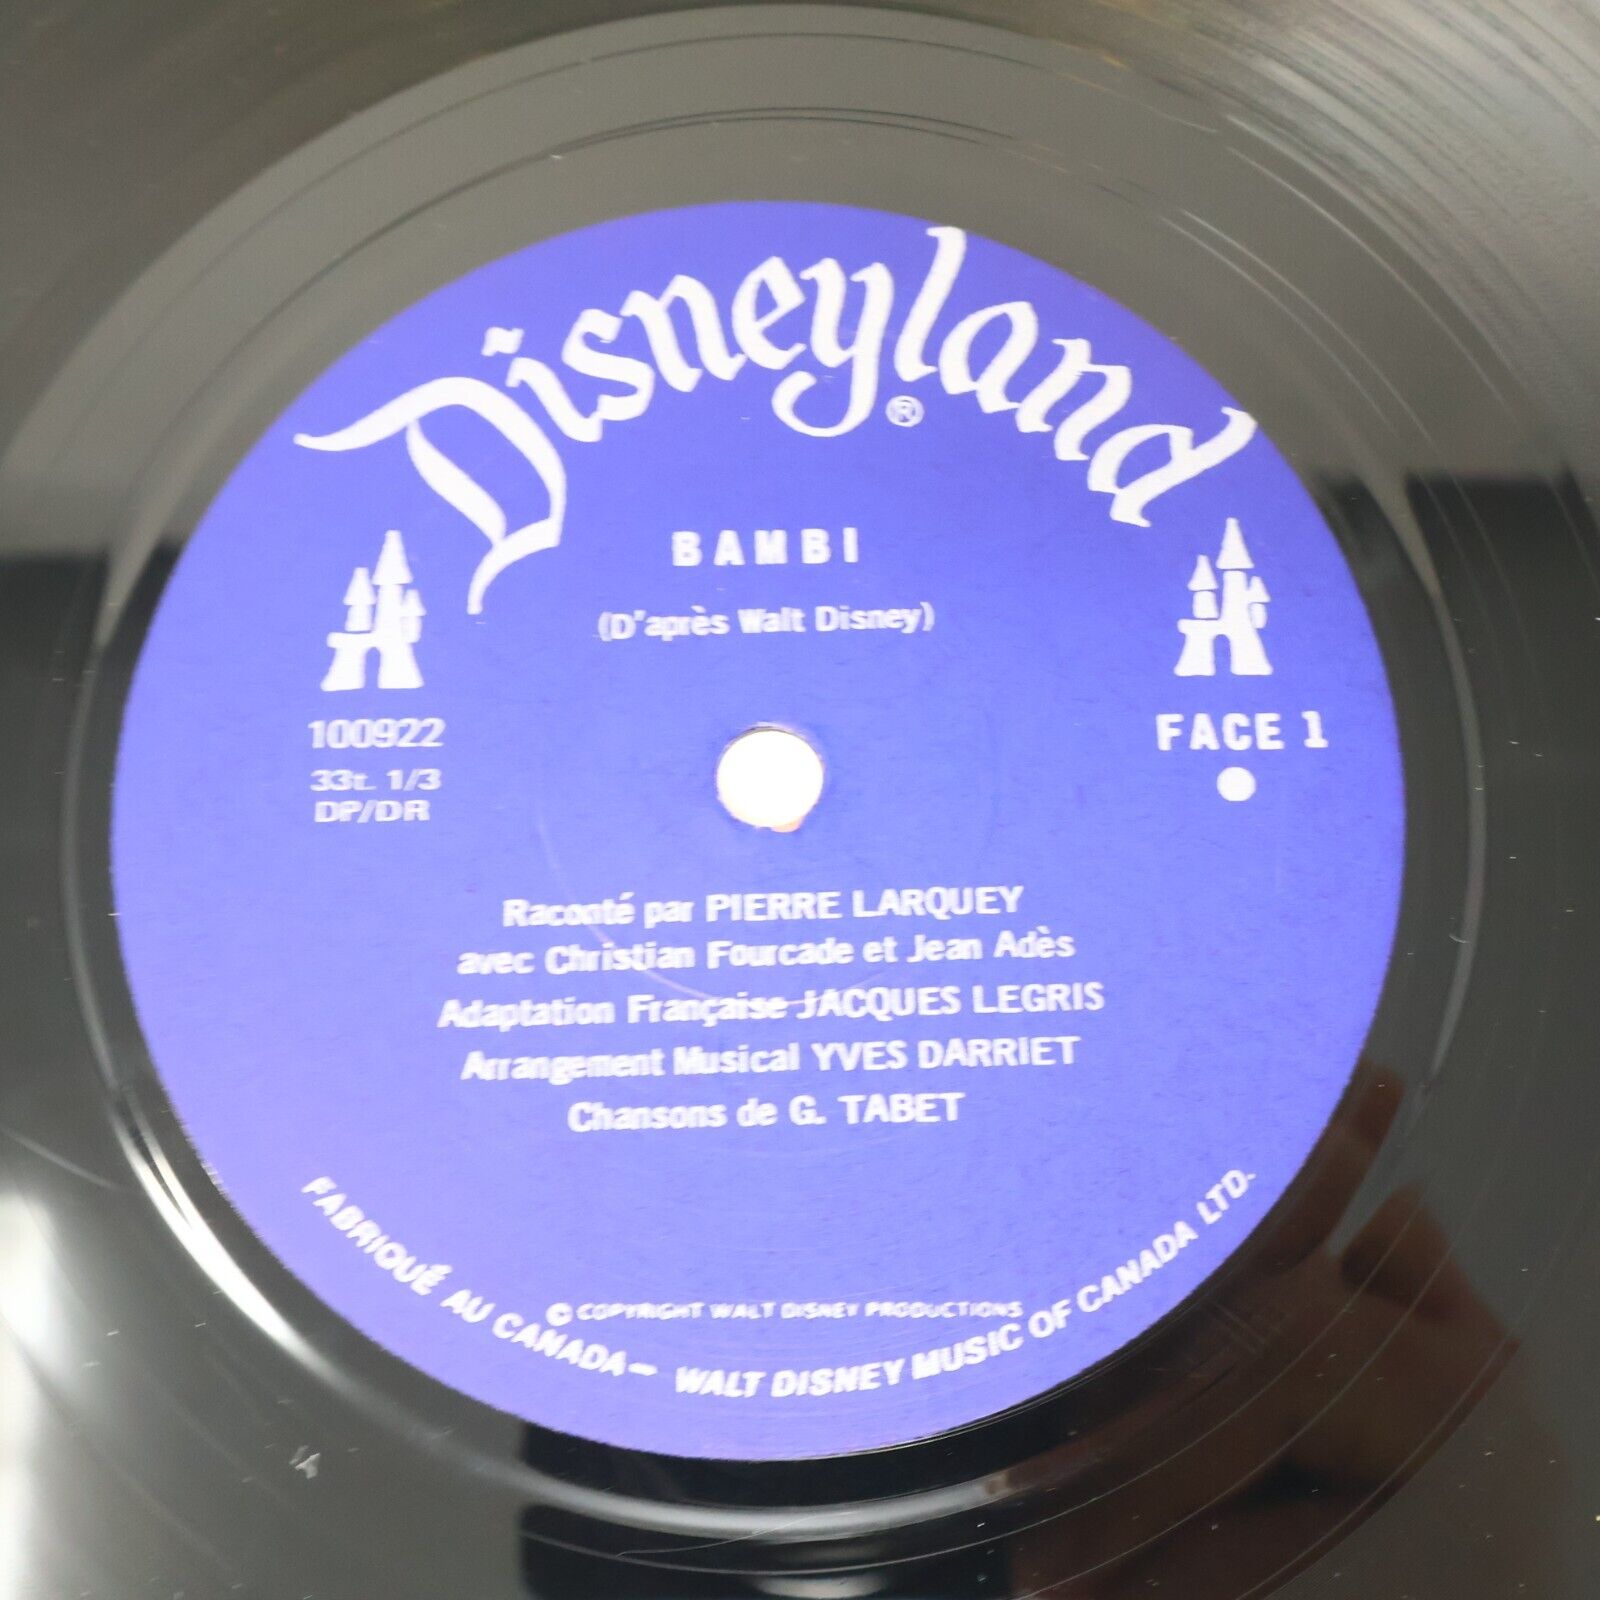 Disneyland®
BAMBI
(D'après Walt Disney)
100922
33t. 1/3
DP/DR
FACE 1
Raconté par PIERRE LARQUEY
avec Christian Fourcade et Jean Adès
Adaptation Française JACQUES LEGRIS
Arrangement Musical YVES DARRIET
Chansons de G. TABET
© COPYRIGHT WALT DISNEY PRODUCTIONS
FABRIQUÉ AU CANADA — WALT DISNEY MUSIC OF CANADA LTD.